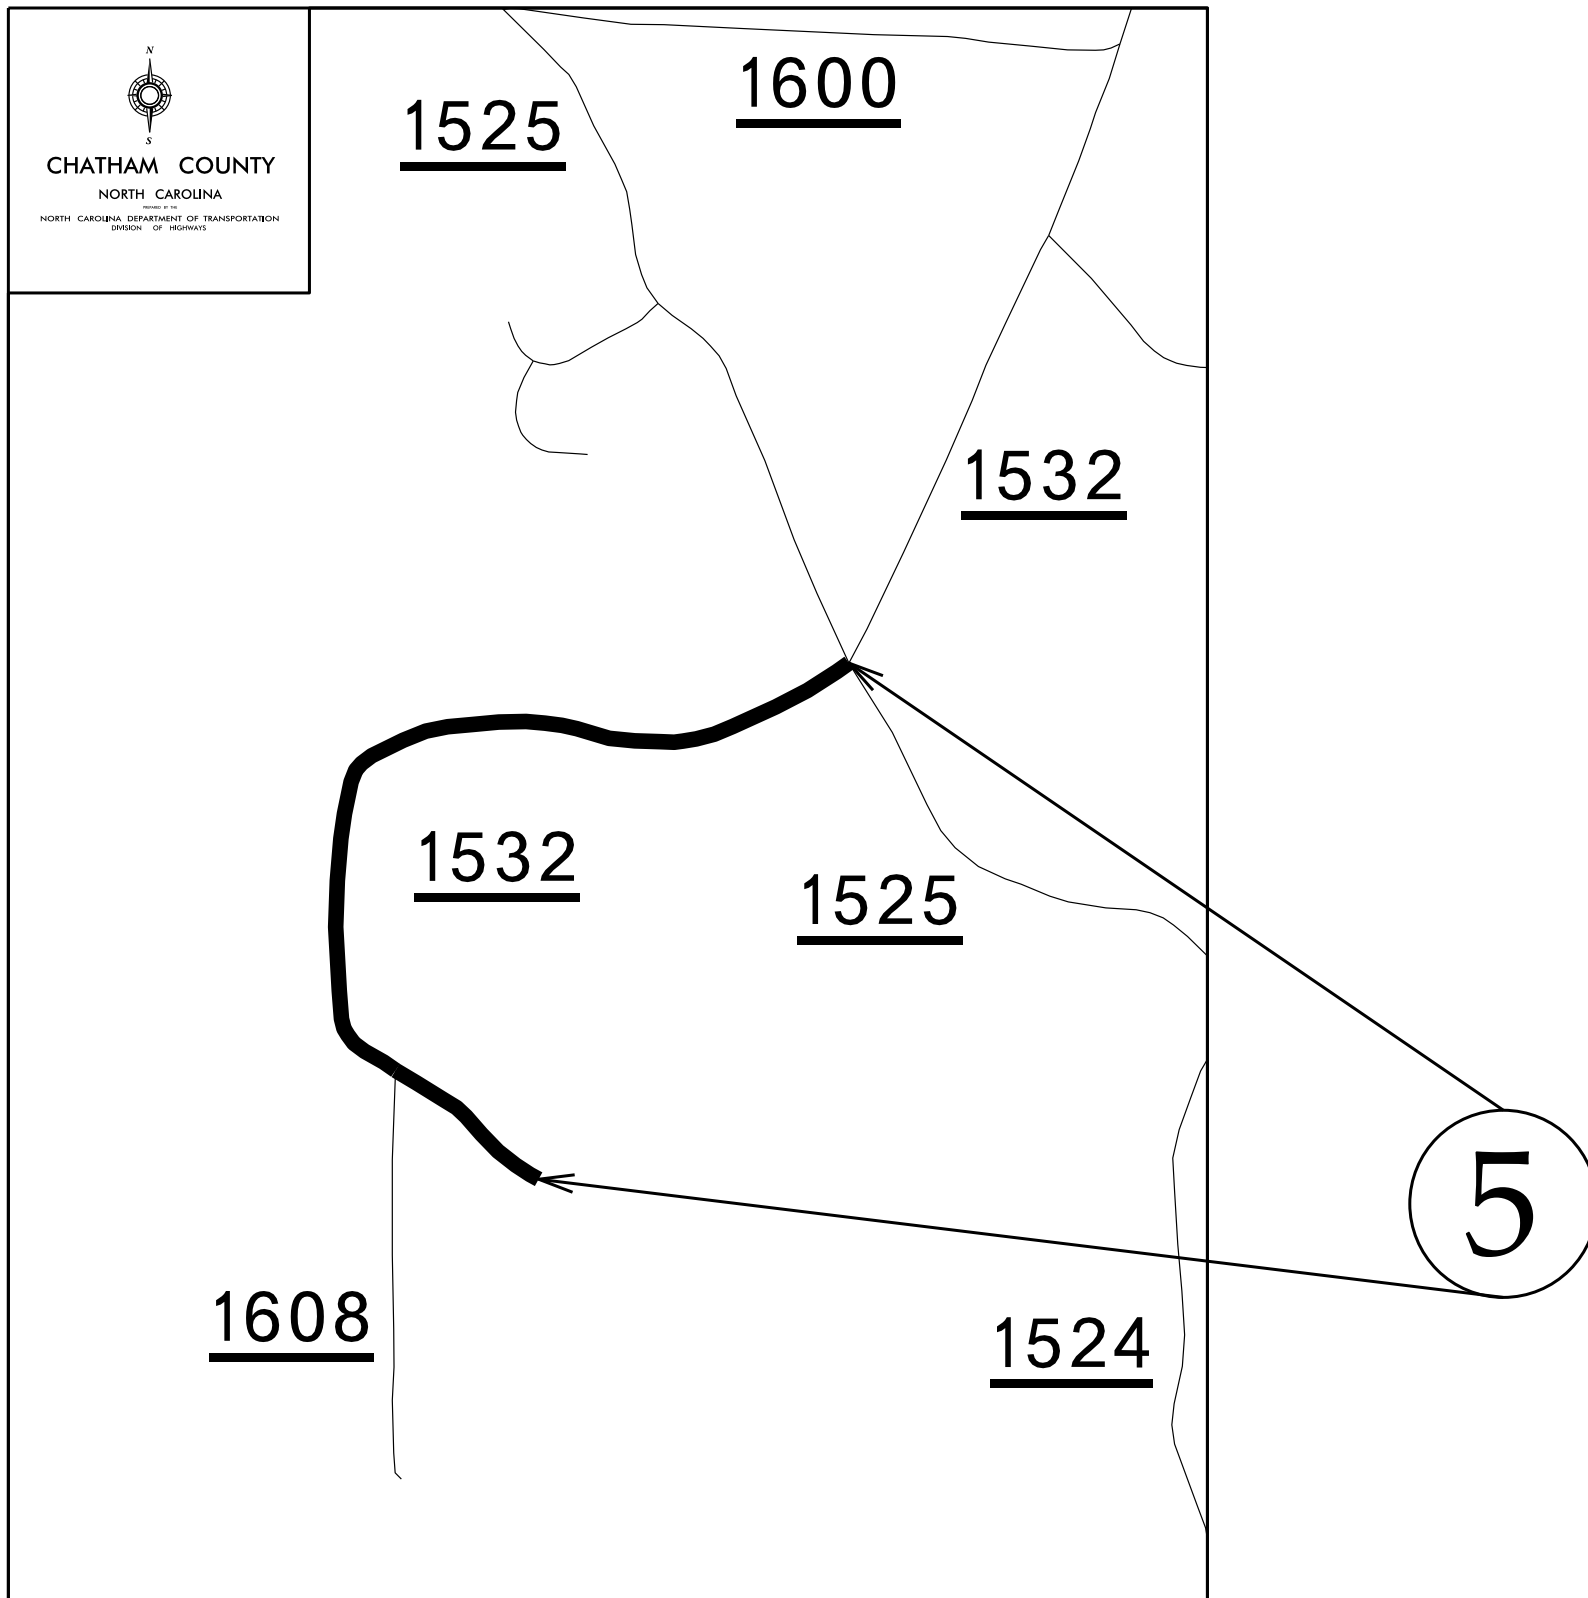 N
S
CHATHAM COUNTY
NORTH CAROLINA
PREPARED BY THE
NORTH CAROLINA DEPARTMENT OF TRANSPORTATION
DIVISION OF HIGHWAYS
1600
1525
1532
1532
1525
5
1608
1524